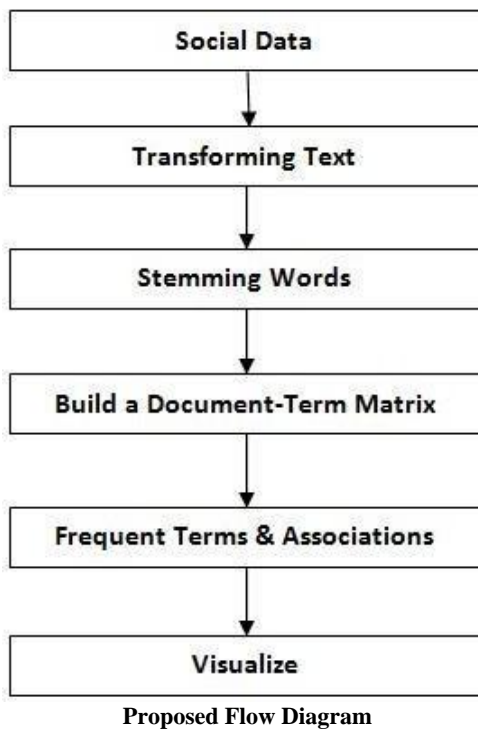 Social Data
Transforming Text
Stemming Words
Build a Document-Term Matrix
Frequent Terms & Associations
Visualize
Proposed Flow Diagram